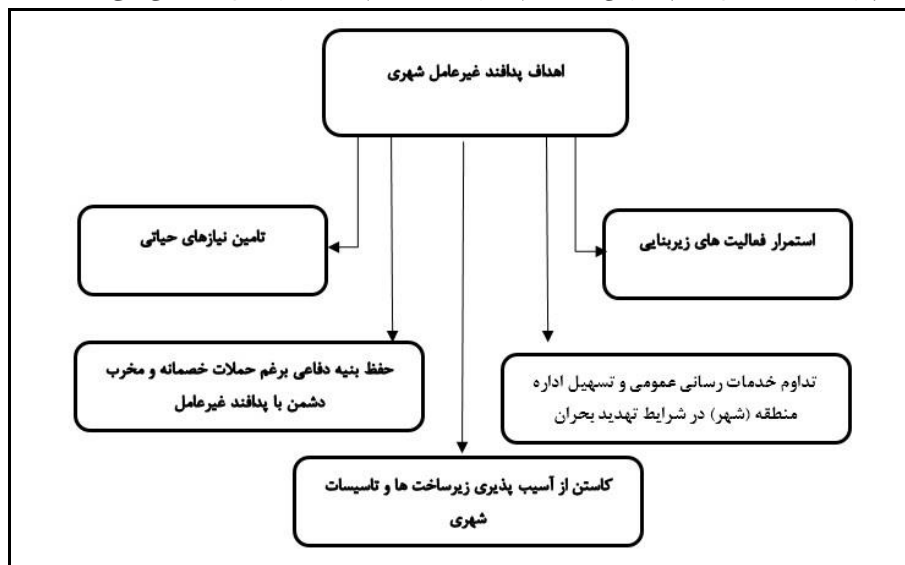 اهداف پدافند غیرعامل شهری
استمرار فعالیت های زیربنایی
تامین نیازهای حیاتی
تداوم خدمات رسانی عمومی و تسهیل اداره
منطقه (شهر) در شرایط تهدید بحران
حفظ بنیه دفاعی برغم حملات خصمانه و مخرب
دشمن با پدافند غیرعامل
کاستن از آسیب پذیری زیرساخت ها و تاسیسات
شهری